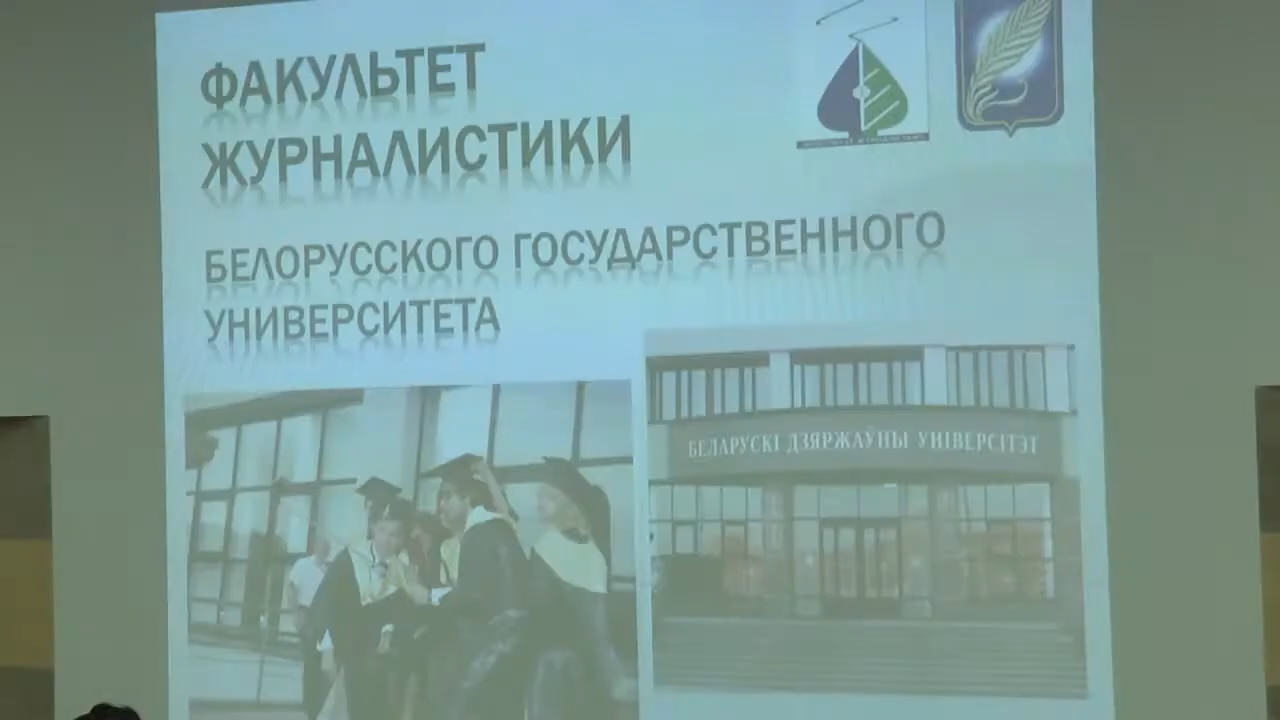 ФАКУЛЬТЕТ
ЖУРНАЛИСТИКИ
БЕЛОРУССКОГО ГОСУДАРСТВЕННОГО
УНИВЕРСИТЕТА
БЕЛАРУСКІ ДЗЯРЖАЎНЫ УНІВЕРСІТЭТ